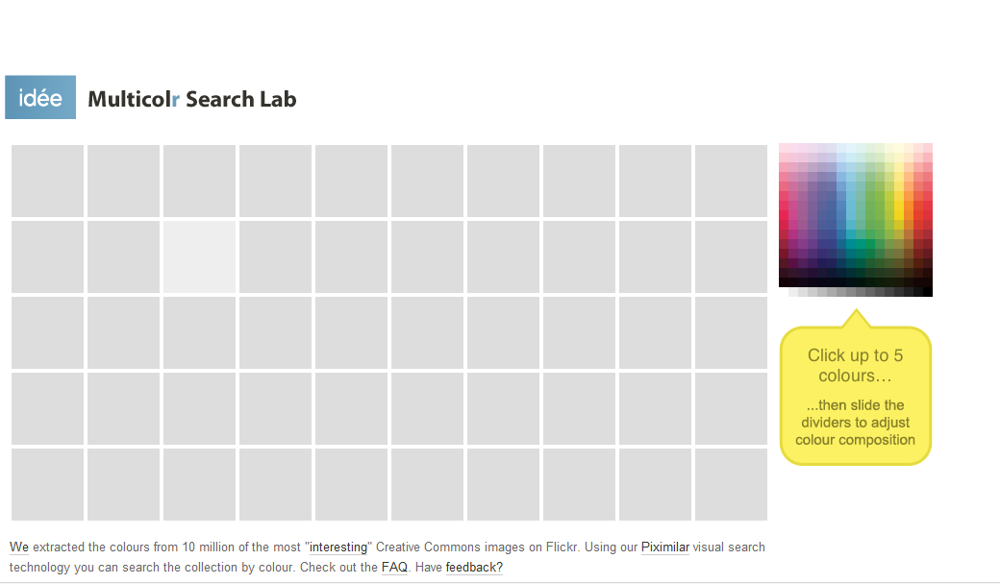 idée
Multicolr Search Lab
Click up to 5
colours...
...then slide the
dividers to adjust
colour composition
We extracted the colours from 10 million of the most "interesting" Creative Commons images on Flickr. Using our Piximilar visual search
technology you can search the collection by colour. Check out the FAQ. Have feedback?